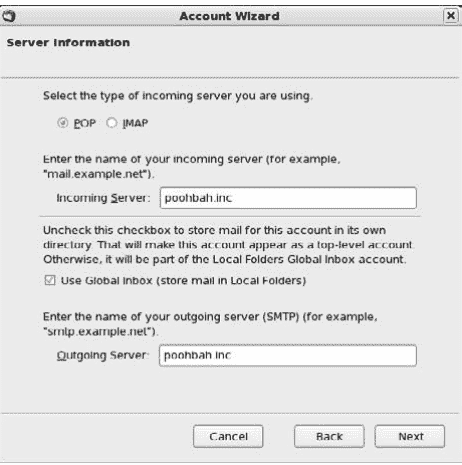 Account Wizard
Server Information
Select the type of incoming server you are using.
POP IMAP
Enter the name of your incoming server (for example,
"mail.example.net").
Incoming Server: poohbah.inc
Uncheck this checkbox to store mail for this account in its own
directory. That will make this account appear as a top-level account.
Otherwise, it will be part of the Local Folders Global Inbox account.
Use Global Inbox (store mail in Local Folders)
Enter the name of your outgoing server (SMTP) (for example,
"smtp.example.net").
Outgoing Server: poohbah.inc
Cancel Back Next